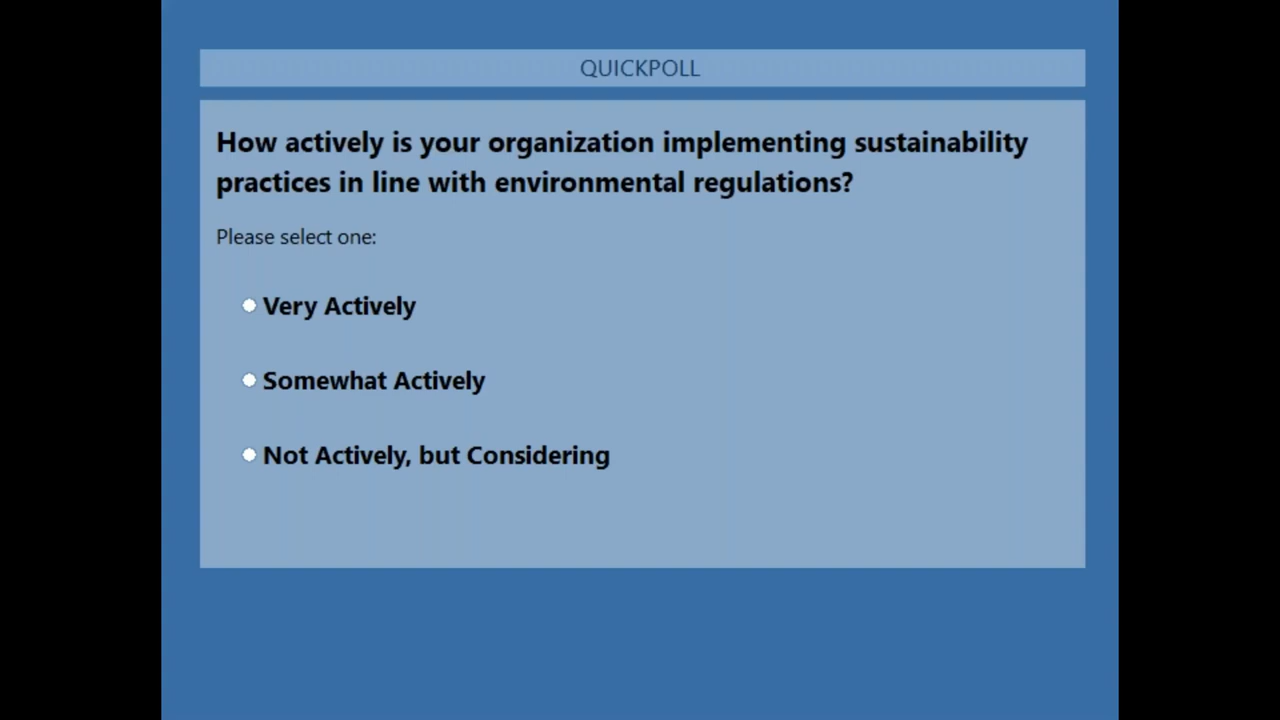 QUICKPOLL
How actively is your organization implementing sustainability
practices in line with environmental regulations?
Please select one:
Very Actively
Somewhat Actively
Not Actively, but Considering